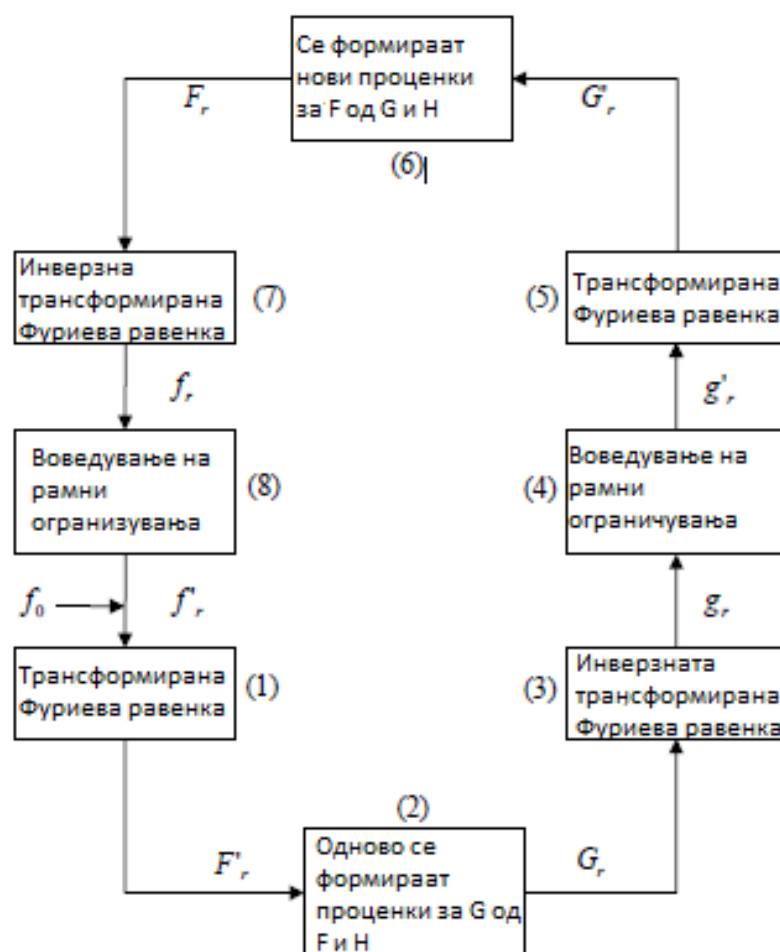 Се формираат
нови проценки
за F од G и H
F_r
G'_r
(6)
Инверзна
трансформирана
Фуриева равенка
(7)
(5)
Трансформирана
Фуриева равенка
f_r
g'_r
Воведување на
рамни
огранизувања
(8)
(4)
Воведување на
рамни
ограничувања
f_0
f'_r
g_r
Трансформирана
Фуриева равенка
(1)
(3)
Инверзната
трансформирана
Фуриева равенка
(2)
F'_r
Одново се
формираат
проценки за G од
F и H
G_r